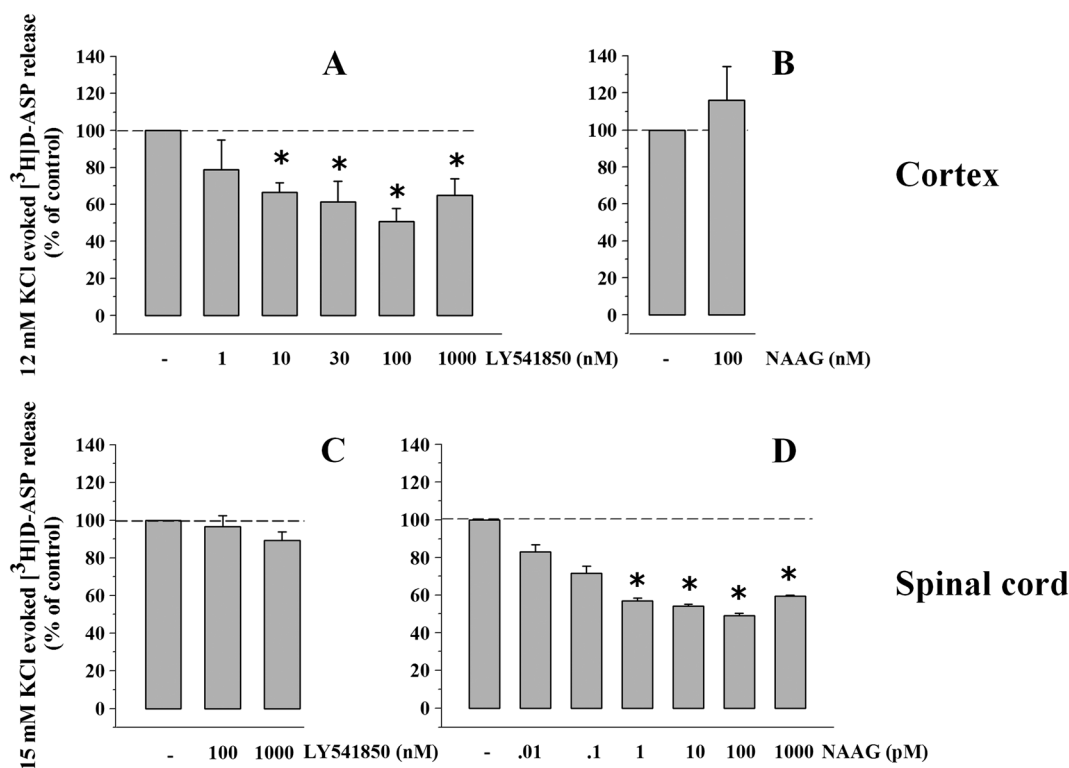 12 mM KCl evoked [³H]D-ASP release
(% of control)
A
140
120
100
80
60
40
20
0
*
*
*
*
- 1 10 30 100 1000 LY541850 (nM)
B
140
120
100
80
60
40
20
0
- 100 NAAG (nM)
Cortex
15 mM KCl evoked [³H]D-ASP release
(% of control)
C
140
120
100
80
60
40
20
0
- 100 1000 LY541850 (nM)
D
140
120
100
80
60
40
20
0
*
*
*
*
- .01 .1 1 10 100 1000 NAAG (pM)
Spinal cord